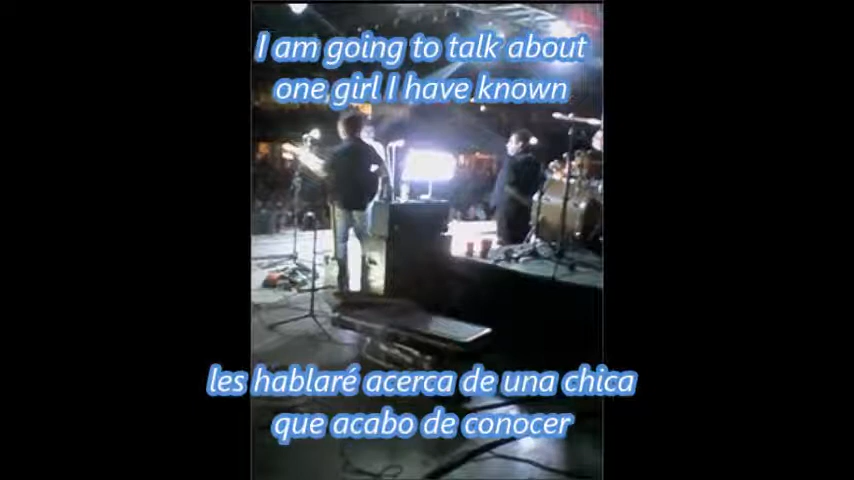 I am going to talk about
one girl I have known
les hablaré acerca de una chica
que acabo de conocer